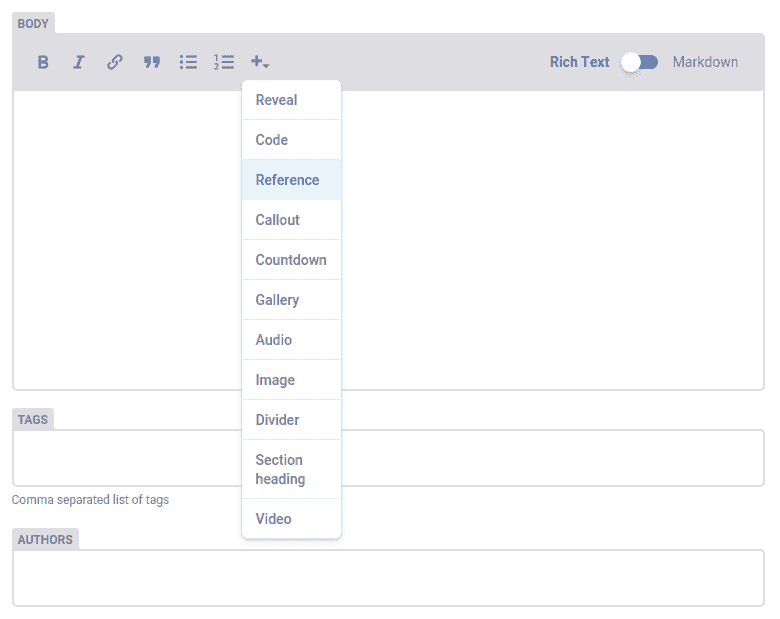 BODY
B I
Rich Text Markdown
Reveal
Code
Reference
Callout
Countdown
Gallery
Audio
Image
Divider
Section
heading
Video
TAGS
Comma separated list of tags
AUTHORS